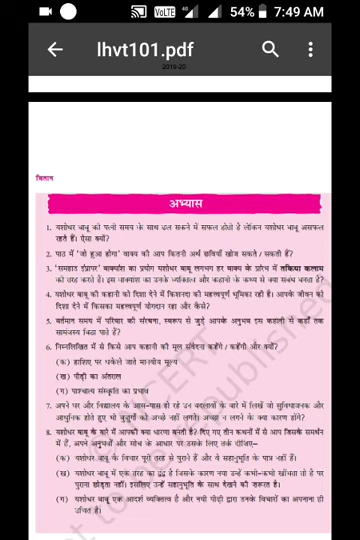 54% 7:49 AM
lhvt101.pdf
2019-20
वितान
अभ्यास
1. यशोधर बाबू की पत्नी समय के साथ ढल सकने में सफल होती है लेकिन यशोधर बाबू असफल
रहते हैं। ऐसा क्यों?
2. पाठ में 'जो हुआ होगा' वाक्य की आप कितनी अर्थ छवियाँ खोज सकते/सकती हैं?
3. 'समहाउ इंप्रापर' वाक्यांश का प्रयोग यशोधर बाबू लगभग हर वाक्य के प्रारंभ में तकिया कलाम
की तरह करते हैं। इस वाक्यांश का उनके व्यक्तित्व और कहानी के कथ्य से क्या संबंध बनता है?
4. यशोधर बाबू की कहानी को दिशा देने में किशनदा की महत्त्वपूर्ण भूमिका रही है। आपके जीवन को
दिशा देने में किसका महत्त्वपूर्ण योगदान रहा और कैसे?
5. वर्तमान समय में परिवार की संरचना, स्वरूप से जुड़े आपके अनुभव इस कहानी से कहाँ तक
सामंजस्य बिठा पाते हैं?
6. निम्नलिखित में से किसे आप कहानी की मूल संवेदना कहेंगे/कहेंगी और क्यों?
(क) हाशिए पर धकेले जाते मानवीय मूल्य
(ख) पीढ़ी का अंतराल
(ग) पाश्चात्य संस्कृति का प्रभाव
7. अपने घर और विद्यालय के आस-पास हो रहे उन बदलावों के बारे में लिखें जो सुविधाजनक और
आधुनिक होते हुए भी बुज़ुर्गों को अच्छे नहीं लगते। अच्छा न लगने के क्या कारण होंगे?
8. यशोधर बाबू के बारे में आपकी क्या धारणा बनती है? दिए गए तीन कथनों में से आप जिसके समर्थन
में हैं, अपने अनुभवों और सोच के आधार पर उसके लिए तर्क दीजिए–
(क) यशोधर बाबू के विचार पूरी तरह से पुराने हैं और वे सहानुभूति के पात्र नहीं हैं।
(ख) यशोधर बाबू में एक तरह का द्वंद्व है जिसके कारण नया उन्हें कभी-कभी खींचता तो है पर
पुराना छोड़ता नहीं। इसलिए उन्हें सहानुभूति के साथ देखने की ज़रूरत है।
(ग) यशोधर बाबू एक आदर्श व्यक्तित्व है और नयी पीढ़ी द्वारा उनके विचारों का अपनाना ही
उचित है।